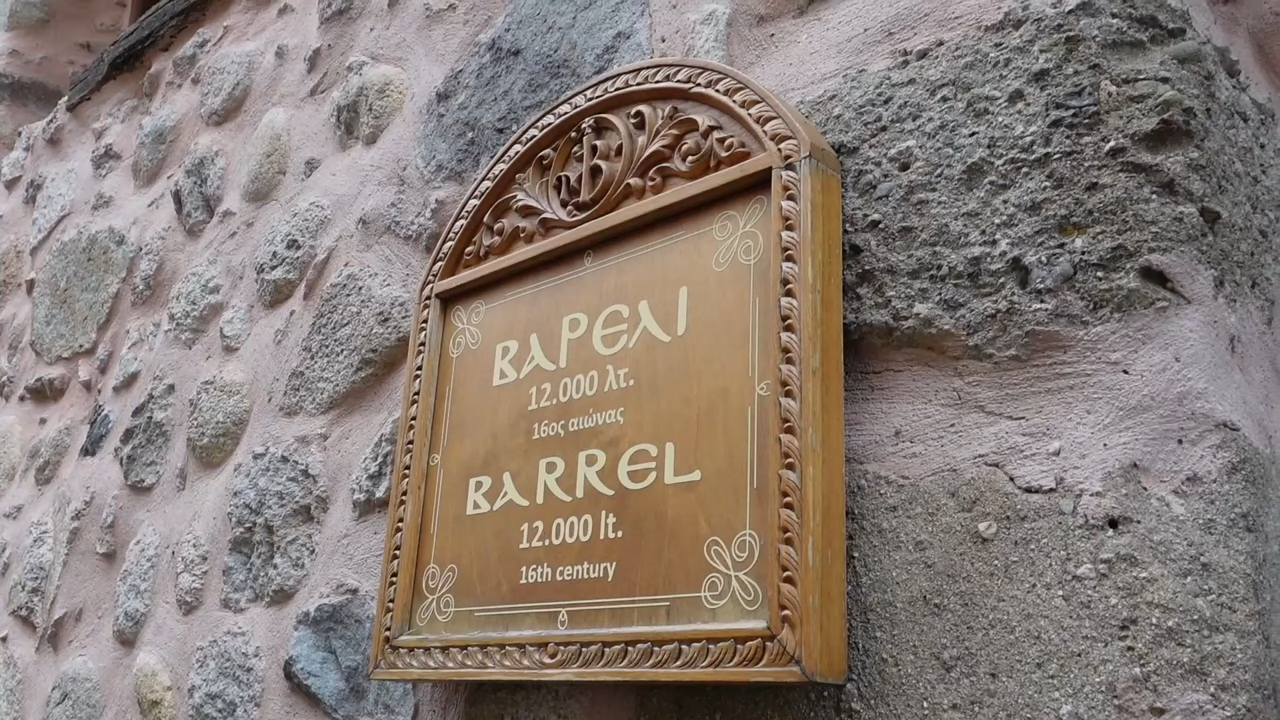 ΒΑΡΕΛΙ
12.000 λτ.
16ος αιώνας
BARREL
12.000 lt.
16th century